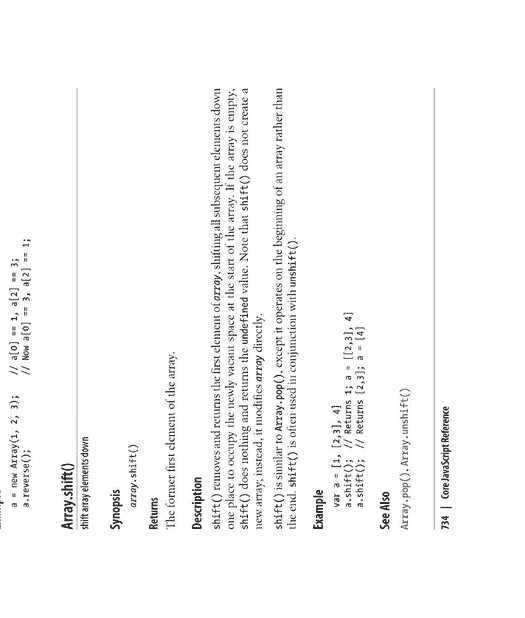 a = new Array(1, 2, 3);    // a[0] == 1, a[2] == 3;
a.reverse();    // Now a[0] == 3, a[2] == 1;
Array.shift()
shift array elements down
Synopsis
array.shift()
Returns
The former first element of the array.
Description
shift() removes and returns the first element of array, shifting all subsequent elements down
one place to occupy the newly vacant space at the start of the array. If the array is empty,
shift() does nothing and returns the undefined value. Note that shift() does not create a
new array; instead, it modifies array directly.
shift() is similar to Array.pop(), except it operates on the beginning of an array rather than
the end. shift() is often used in conjunction with unshift().
Example
var a = [1, [2,3], 4]
a.shift();  // Returns 1; a = [[2,3], 4]
a.shift();  // Returns [2,3]; a = [4]
See Also
Array.pop(), Array.unshift()
734 | Core JavaScript Reference